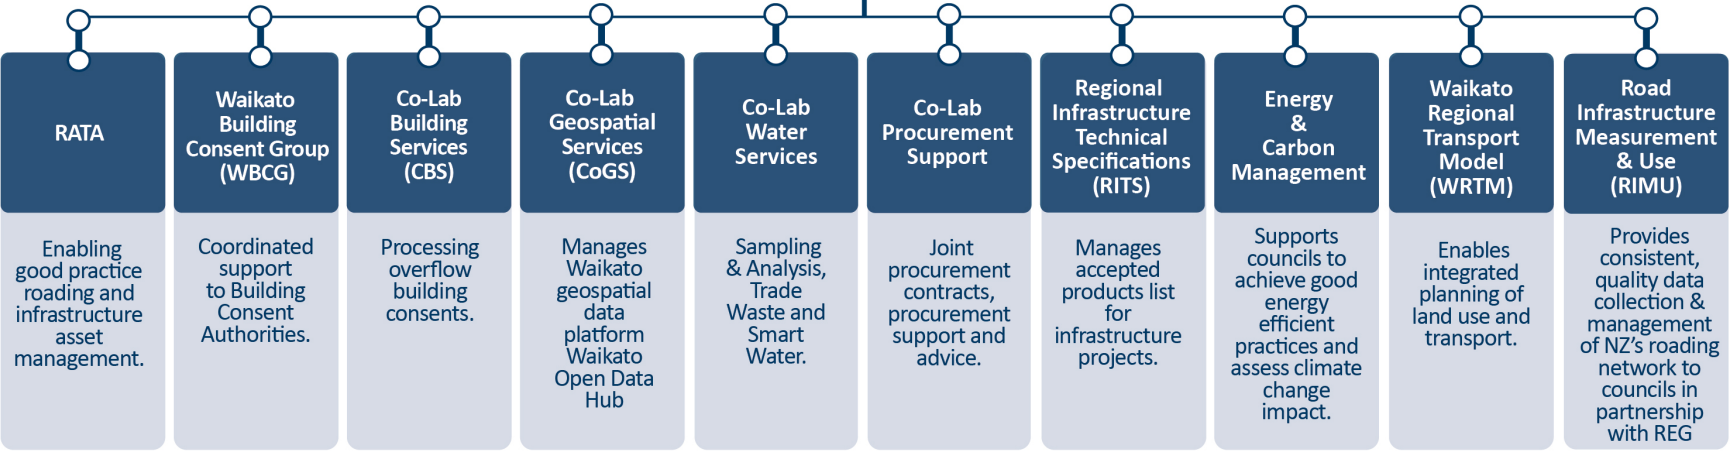 RATA
Enabling
good practice
roading and
infrastructure
asset
management.
Waikato
Building
Consent Group
(WBCG)
Coordinated
support
to Building
Consent
Authorities.
Co-Lab
Building
Services
(CBS)
Processing
overflow
building
consents.
Co-Lab
Geospatial
Services
(CoGS)
Manages
Waikato
geospatial
data
platform
Waikato
Open Data
Hub
Co-Lab
Water
Services
Sampling
& Analysis,
Trade
Waste and
Smart
Water.
Co-Lab
Procurement
Support
Joint
procurement
contracts,
procurement
support and
advice.
Regional
Infrastructure
Technical
Specifications
(RITS)
Manages
accepted
products list
for
infrastructure
projects.
Energy
&
Carbon
Management
Supports
councils to
achieve good
energy
efficient
practices and
assess climate
change
impact.
Waikato
Regional
Transport
Model
(WRTM)
Enables
integrated
planning of
land use and
transport.
Road
Infrastructure
Measurement
& Use
(RIMU)
Provides
consistent,
quality data
collection &
management
of NZ's roading
network to
councils in
partnership
with REG